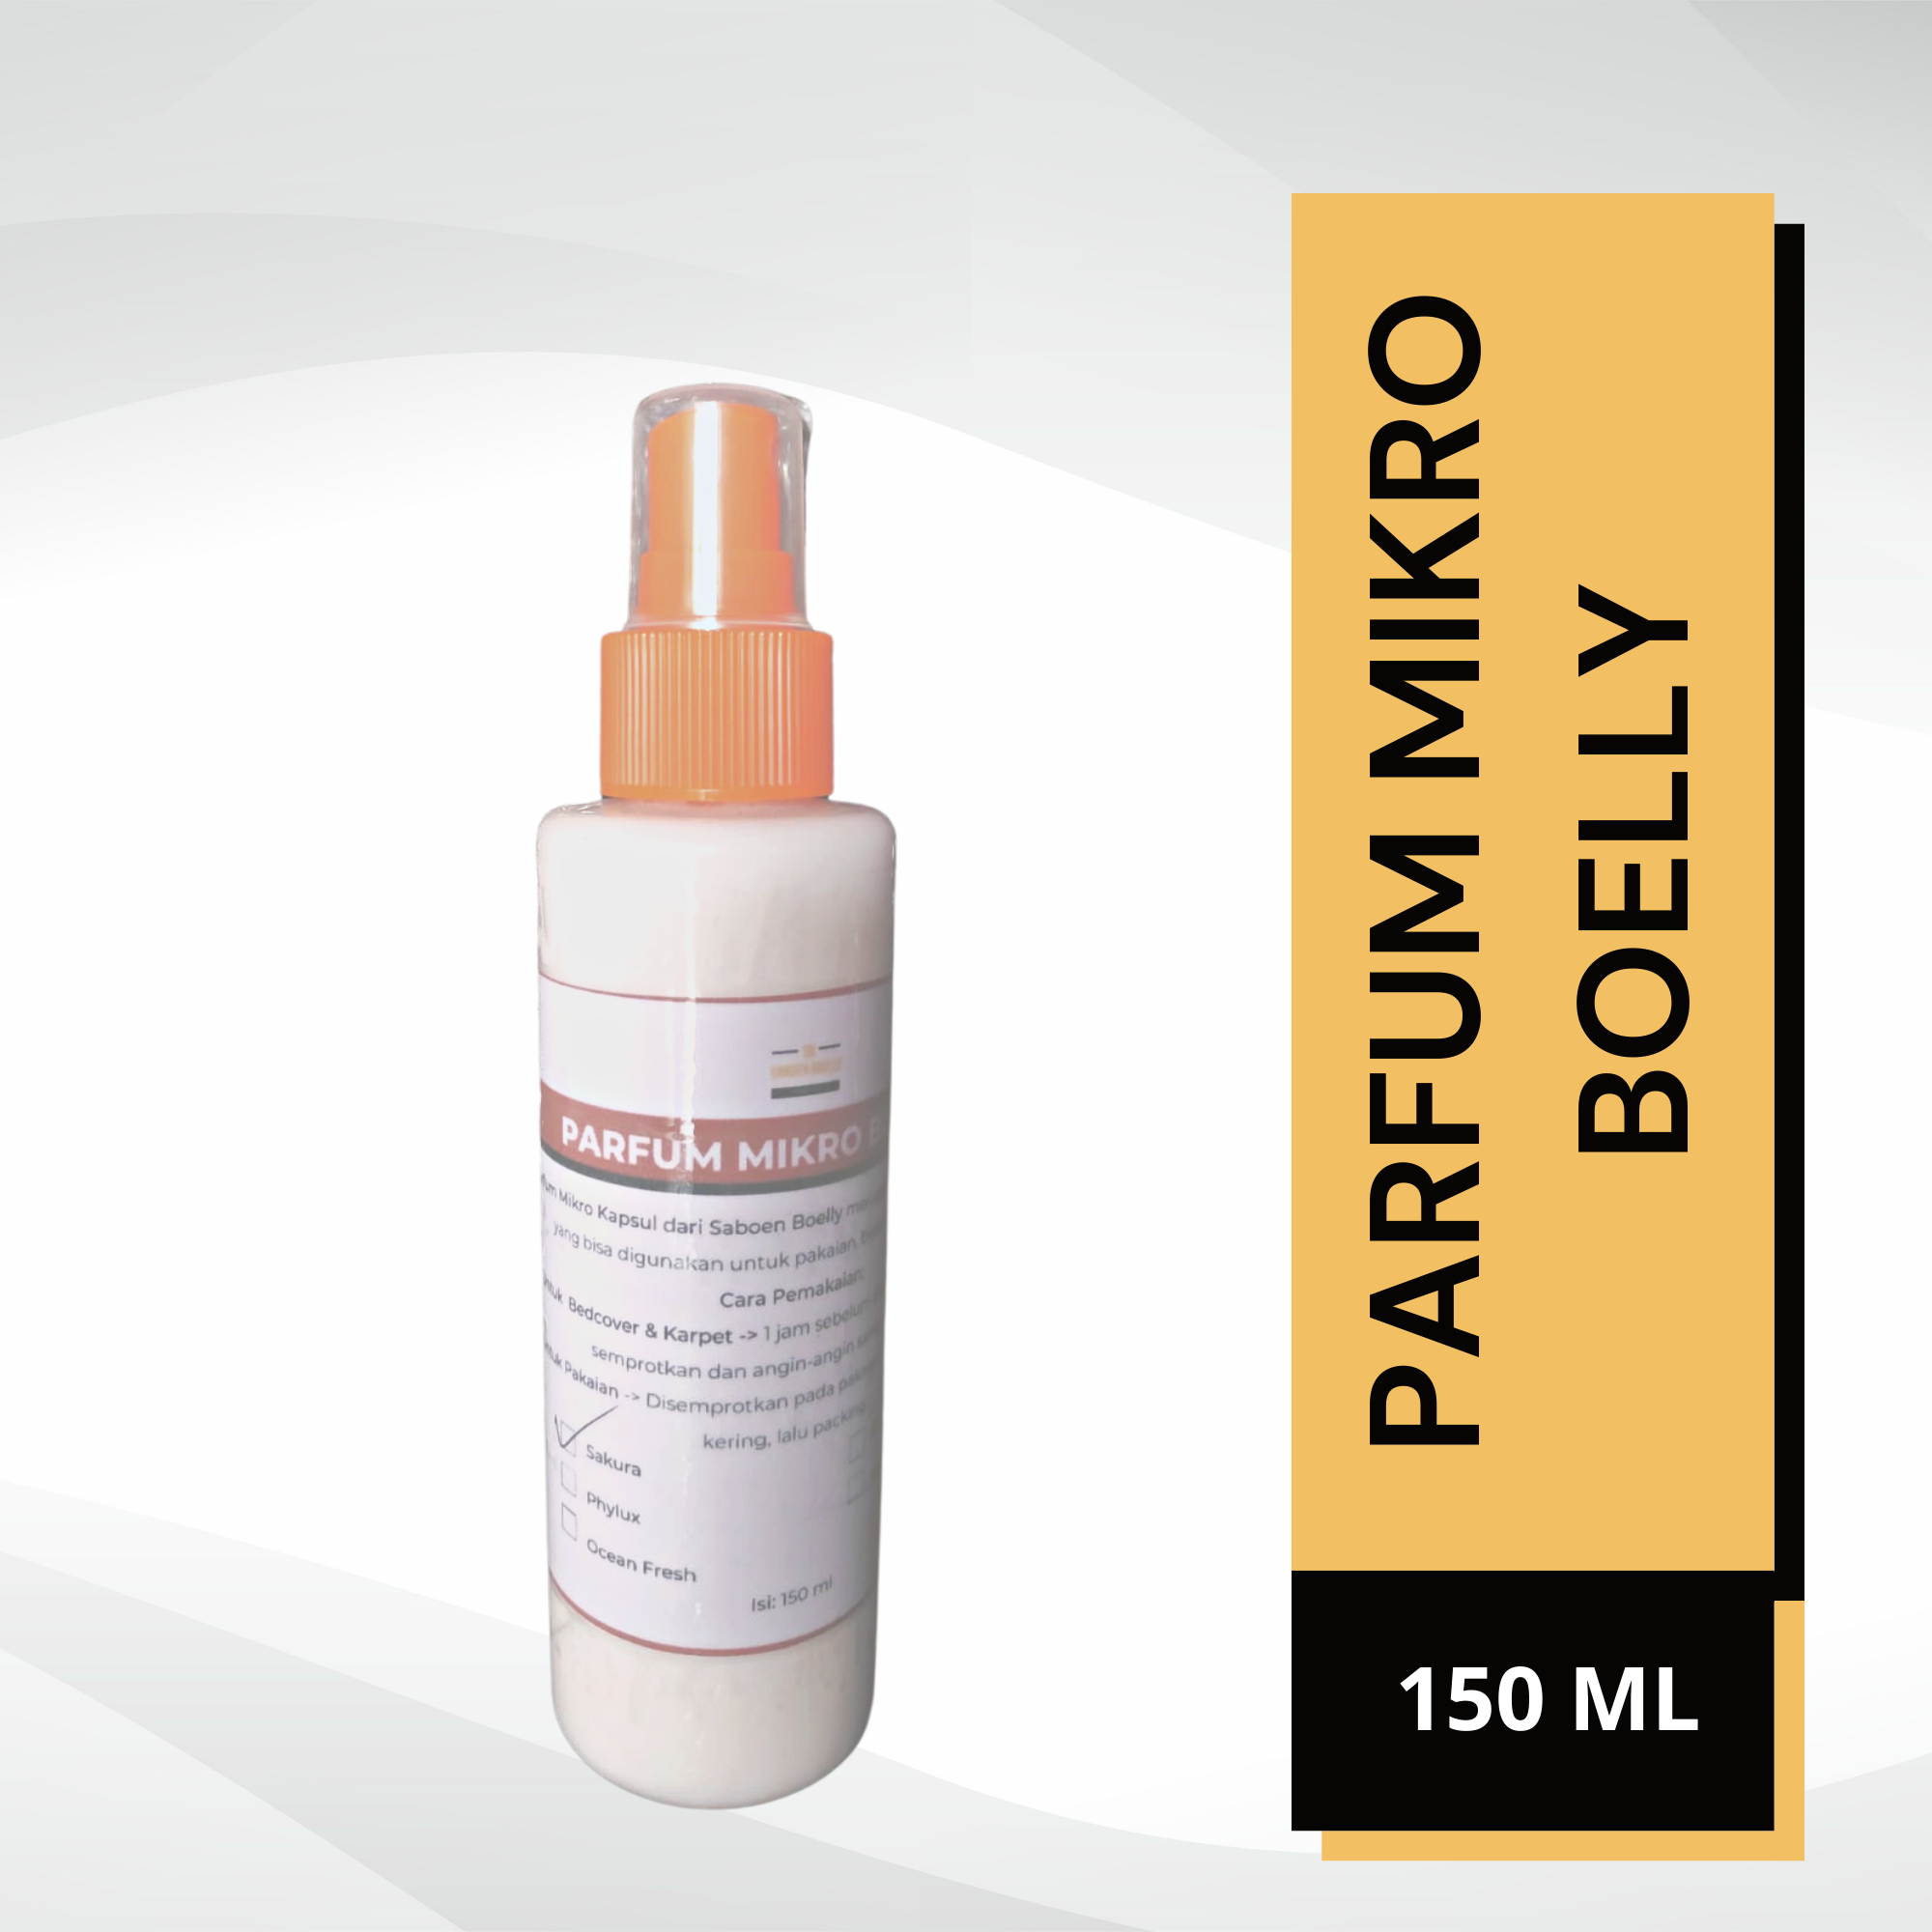 PARFUM MIKRO
BOELLY
150 ML
PARFUM MIKRO
Mikro Kapsul dari Saboen Boelly
yang bisa digunakan untuk pakaian,
Cara Pemakaian:
Bedcover & Karpet -> 1 jam sebelum
semprotkan dan angin-angin
Pakaian -> Disemprotkan pada
kering, lalu packing
Sakura
Phylux
Ocean Fresh
Isi: 150 ml